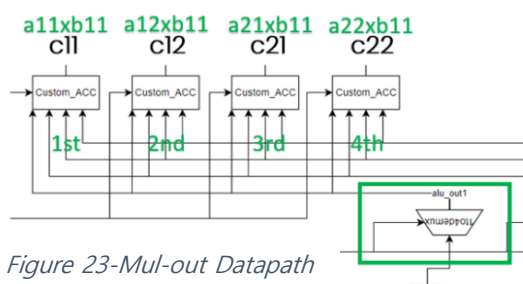 a11xb11 a12xb11 a21xb11 a22xb11
c11 c12 c21 c22
Custom_ACC Custom_ACC Custom_ACC Custom_ACC
1st 2nd 3rd 4th
alu_out1
1to4demux
Figure 23-Mul-out Datapath